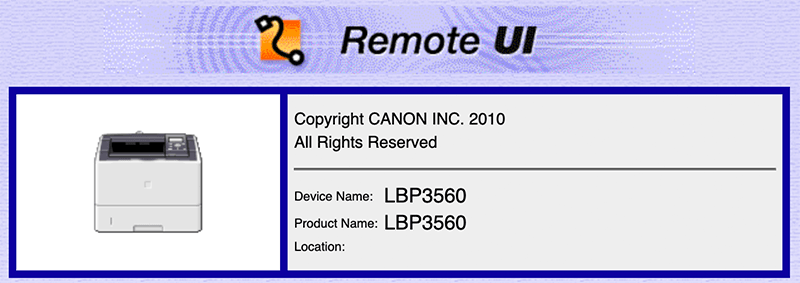 Remote UI
Copyright CANON INC. 2010
All Rights Reserved
Device Name: LBP3560
Product Name: LBP3560
Location: